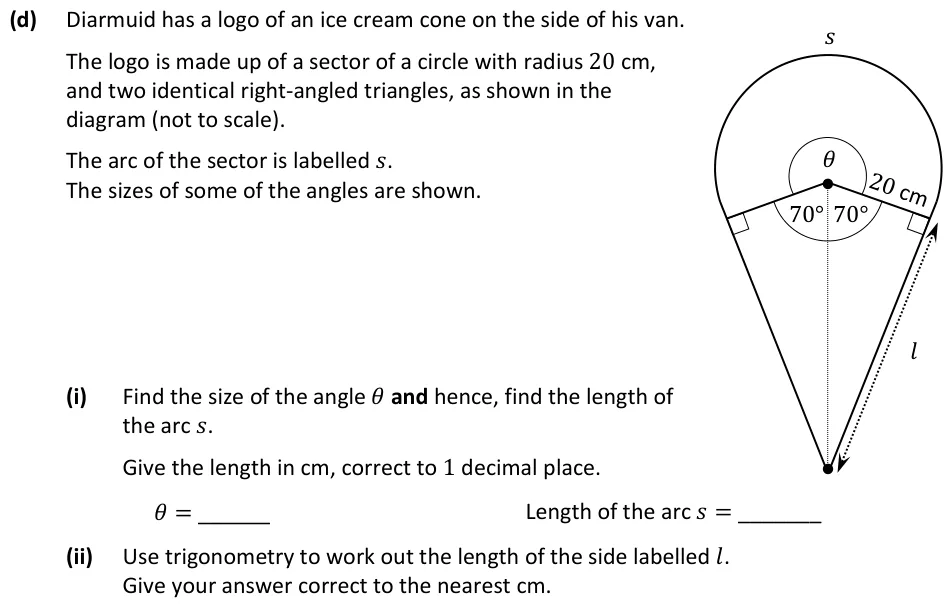 (d) Diarmuid has a logo of an ice cream cone on the side of his van.
The logo is made up of a sector of a circle with radius 20 cm,
and two identical right-angled triangles, as shown in the
diagram (not to scale).
The arc of the sector is labelled s.
The sizes of some of the angles are shown.
s
θ
20 cm
70° 70°
l
(i) Find the size of the angle θ and hence, find the length of
the arc s.
Give the length in cm, correct to 1 decimal place.
θ = ______ Length of the arc s = _______
(ii) Use trigonometry to work out the length of the side labelled l.
Give your answer correct to the nearest cm.